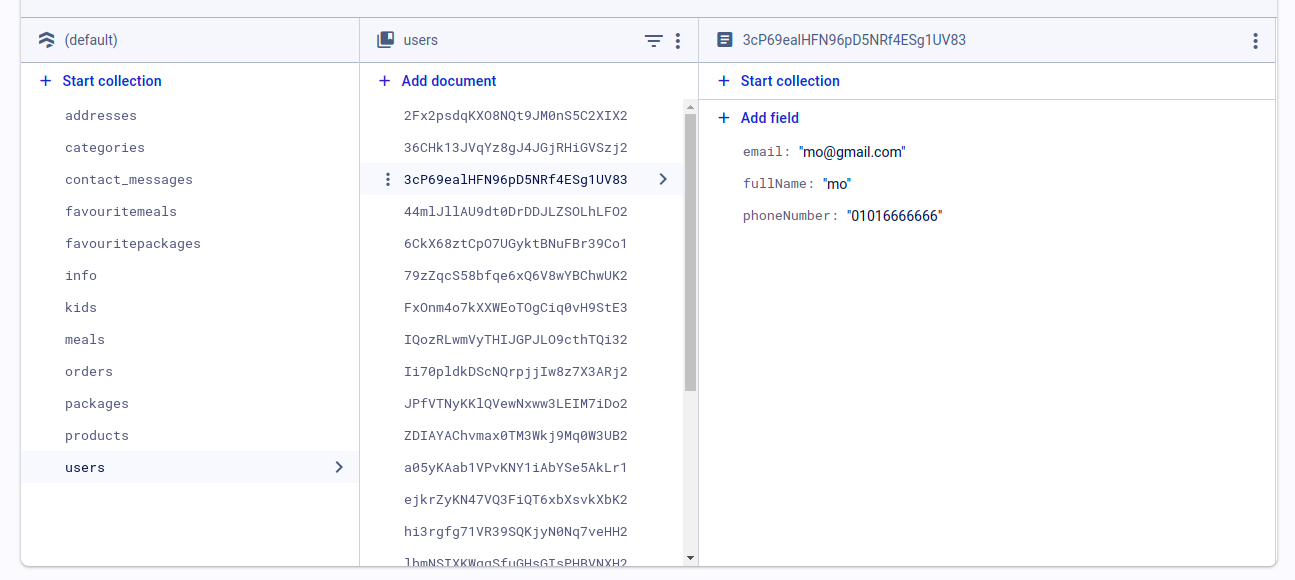 (default)
Start collection
addresses
categories
contact_messages
favouritemeals
favouritepackages
info
kids
meals
orders
packages
products
users
users
Add document
2Fx2psdqKXO8NQt9JM0nS5C2XIX2
36CHk13JVqYz8gJ4JGjRHiGVSzj2
3cP69ealHFN96pD5NRf4ESg1UV83
44mlJllAU9dt0DrDDJLZSOLhLFO2
6CkX68ztCpO7UGyktBNuFBr39Co1
79zZqcS58bfqe6xQ6V8wYBChwUK2
FxOnm4o7kXXWEoTOgCiq0vH9StE3
IQozRLwmVyTHIJGPJLO9cthTQi32
Ii70pldkDScNQrpjjIw8z7X3ARj2
JPfVTNyKKlQVewNxww3LEIM7iDo2
ZDIAYAChvmax0TM3Wkj9Mq0W3UB2
a05yKAab1VPvKNY1iAbYSe5AkLr1
ejkrZyKN47VQ3FiQT6xbXsvkXbK2
hi3rgfg71VR39SQKjyN0Nq7veHH2
3cP69ealHFN96pD5NRf4ESg1UV83
Start collection
Add field
email: "mo@gmail.com"
fullName: "mo"
phoneNumber: "01016666666"